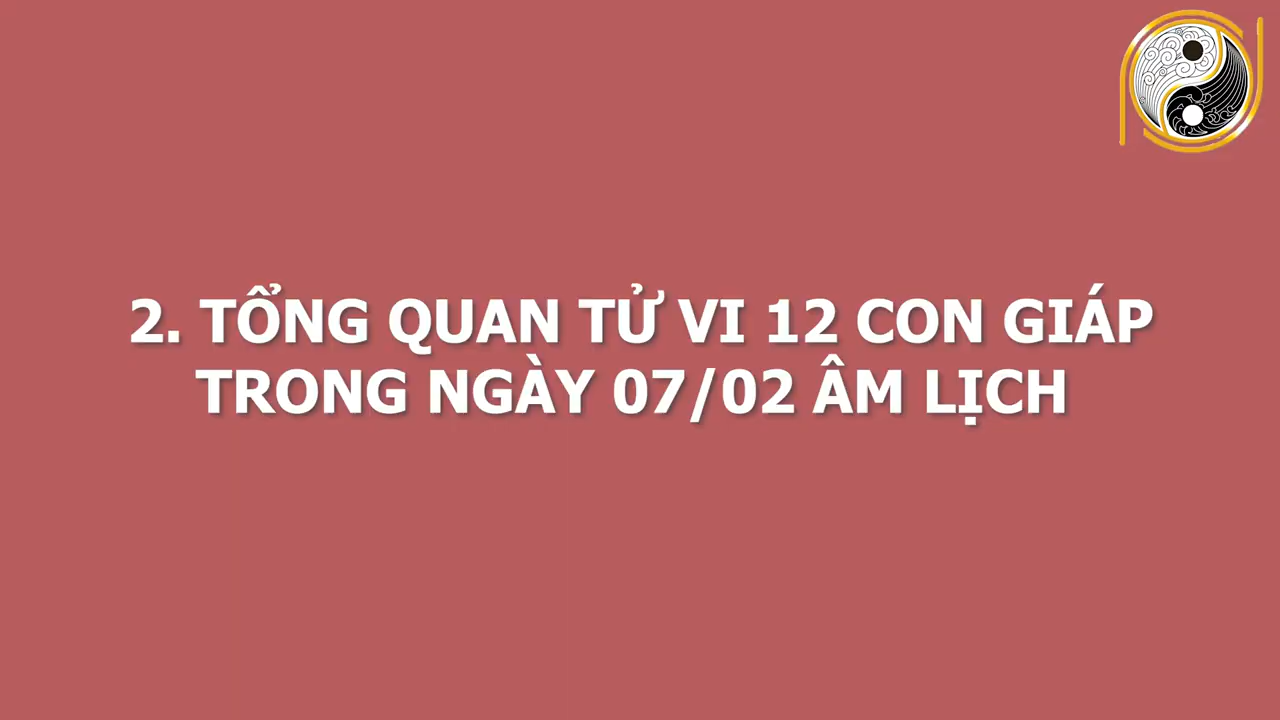 2. TỔNG QUAN TỬ VI 12 CON GIÁP
TRONG NGÀY 07/02 ÂM LỊCH